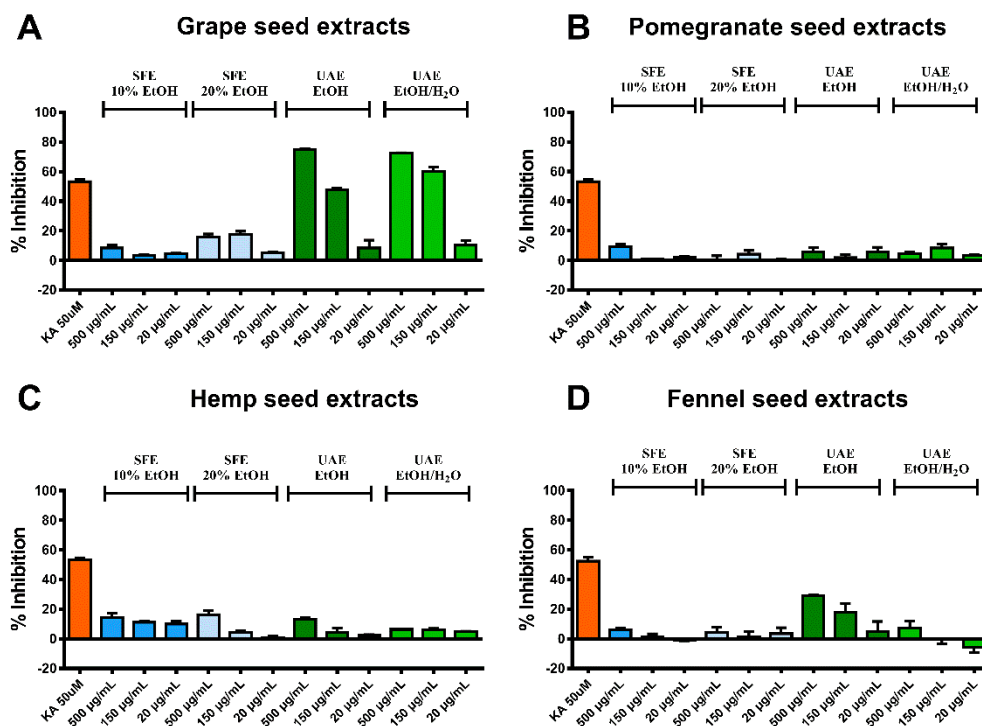 A
Grape seed extracts
SFE
10% EtOH
SFE
20% EtOH
UAE
EtOH
UAE
EtOH/H₂O
% Inhibition
100
80
60
40
20
0
-20
KA 50uM
500 µg/mL
150 µg/mL
20 µg/mL
500 µg/mL
150 µg/mL
20 µg/mL
500 µg/mL
150 µg/mL
20 µg/mL
500 µg/mL
150 µg/mL
20 µg/mL
B
Pomegranate seed extracts
SFE
10% EtOH
SFE
20% EtOH
UAE
EtOH
UAE
EtOH/H₂O
% Inhibition
100
80
60
40
20
0
-20
KA 50uM
500 µg/mL
150 µg/mL
20 µg/mL
500 µg/mL
150 µg/mL
20 µg/mL
500 µg/mL
150 µg/mL
20 µg/mL
500 µg/mL
150 µg/mL
20 µg/mL
C
Hemp seed extracts
SFE
10% EtOH
SFE
20% EtOH
UAE
EtOH
UAE
EtOH/H₂O
% Inhibition
100
80
60
40
20
0
-20
KA 50uM
500 µg/mL
150 µg/mL
20 µg/mL
500 µg/mL
150 µg/mL
20 µg/mL
500 µg/mL
150 µg/mL
20 µg/mL
500 µg/mL
150 µg/mL
20 µg/mL
D
Fennel seed extracts
SFE
10% EtOH
SFE
20% EtOH
UAE
EtOH
UAE
EtOH/H₂O
% Inhibition
100
80
60
40
20
0
-20
KA 50uM
500 µg/mL
150 µg/mL
20 µg/mL
500 µg/mL
150 µg/mL
20 µg/mL
500 µg/mL
150 µg/mL
20 µg/mL
500 µg/mL
150 µg/mL
20 µg/mL